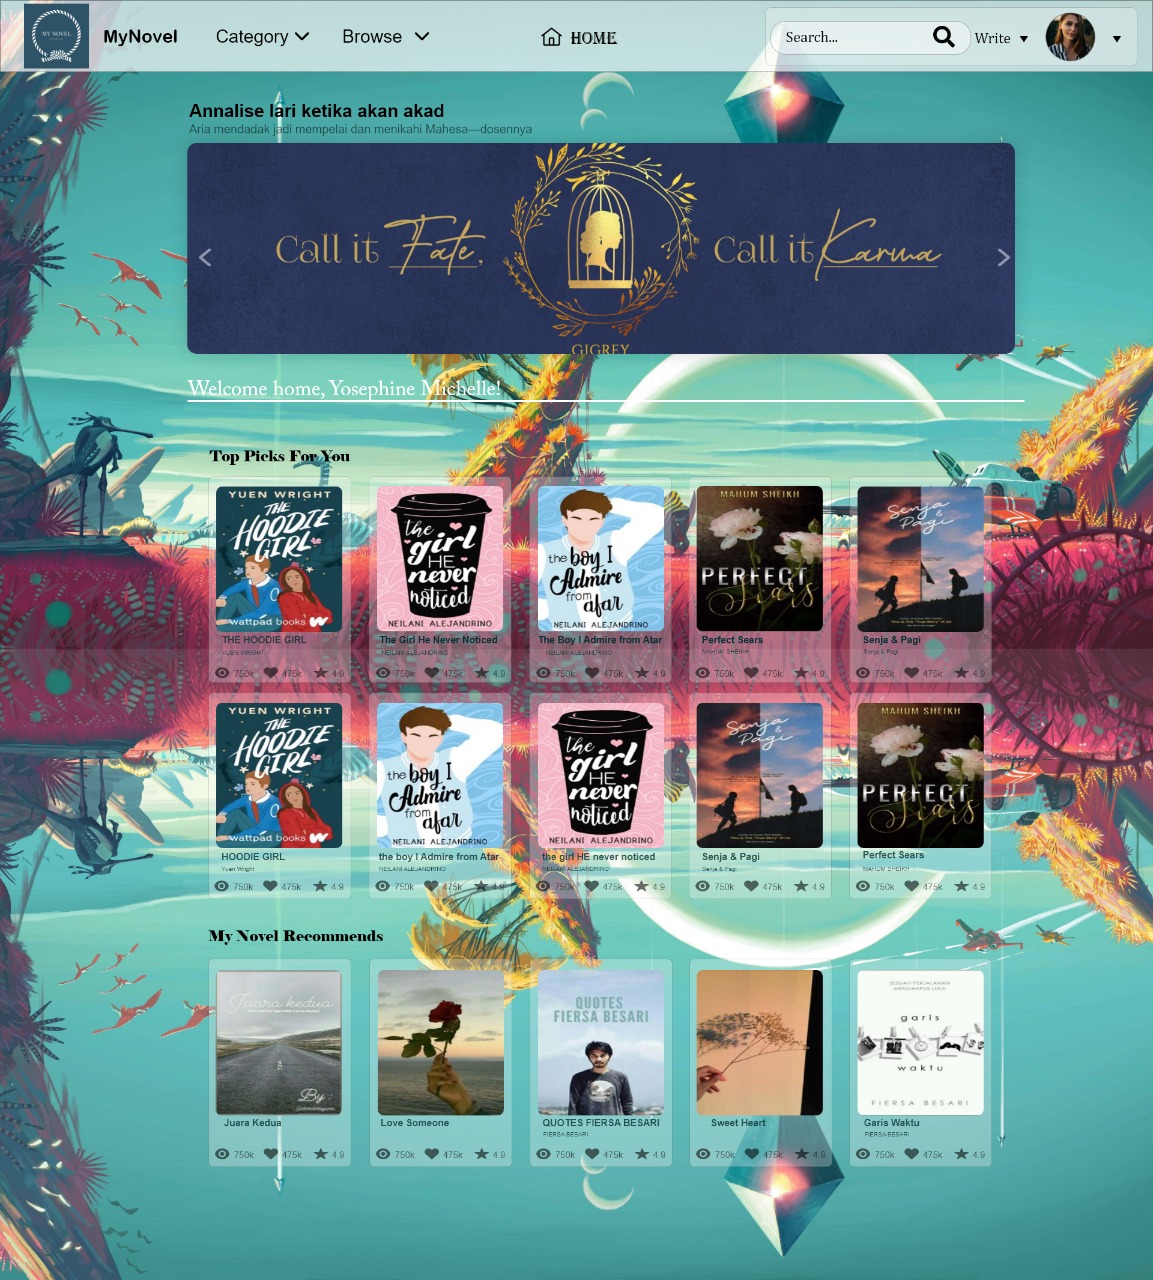 MY NOVEL
MyNovel
Category
Browse
HOME
Search...
Write
Annalise lari ketika akan akad
Aria mendadak jadi mempelai dan menikahi Mahesa—dosennya
Call it Fate,
Call it Karma
GIGREY
Welcome home, Yosephine Michelle!
Top Picks For You
YUEN WRIGHT
THE HOODIE GIRL
wattpad books W
THE HOODIE GIRL
YUEN WRIGHT
750k 475k 4.9
the girl HE never noticed
NEILANI ALEJANDRINO
The Girl He Never Noticed
NEILANI ALEJANDRINO
750k 475k 4.9
the boy I Admire from afar
The Boy I Admire from Atar
NEILANI ALEJANDRINO
750k 475k 4.9
MAHUM SHEIKH
PERFECT Scars
Perfect Sears
MAHUM SHEIKH
750k 475k 4.9
Senja & Pagi
Senja & Pagi
Senja & Pagi
750k 475k 4.9
YUEN WRIGHT
THE HOODIE GIRL
wattpad books W
HOODIE GIRL
Yuen Wright
750k 475k 4.9
the boy I Admire from afar
NEILANI ALEJANDRINO
the boy I Admire from Atar
NEILANI ALEJANDRINO
750k 475k 4.9
the girl HE never noticed
NEILANI ALEJANDRINO
the girl HE never noticed
NEILANI ALEJANDRINO
750k 475k 4.9
Senja & Pagi
Senja & Pagi
Senja & Pagi
750k 475k 4.9
MAHUM SHEIKH
PERFECT Scars
Perfect Sears
MAHUM SHEIKH
750k 475k 4.9
My Novel Recommends
Juara kedua
By
Juara Kedua
750k 475k 4.9
Love Someone
750k 475k 4.9
QUOTES
FIERSA BESARI
QUOTES FIERSA BESARI
FIERSA BESARI
750k 475k 4.9
Sweet Heart
750k 475k 4.9
SEBUAH PERJALANAN
MENGHAPUS LUKA
garis
waktu
FIERSA BESARI
Garis Waktu
FIERSA BESARI
750k 475k 4.9